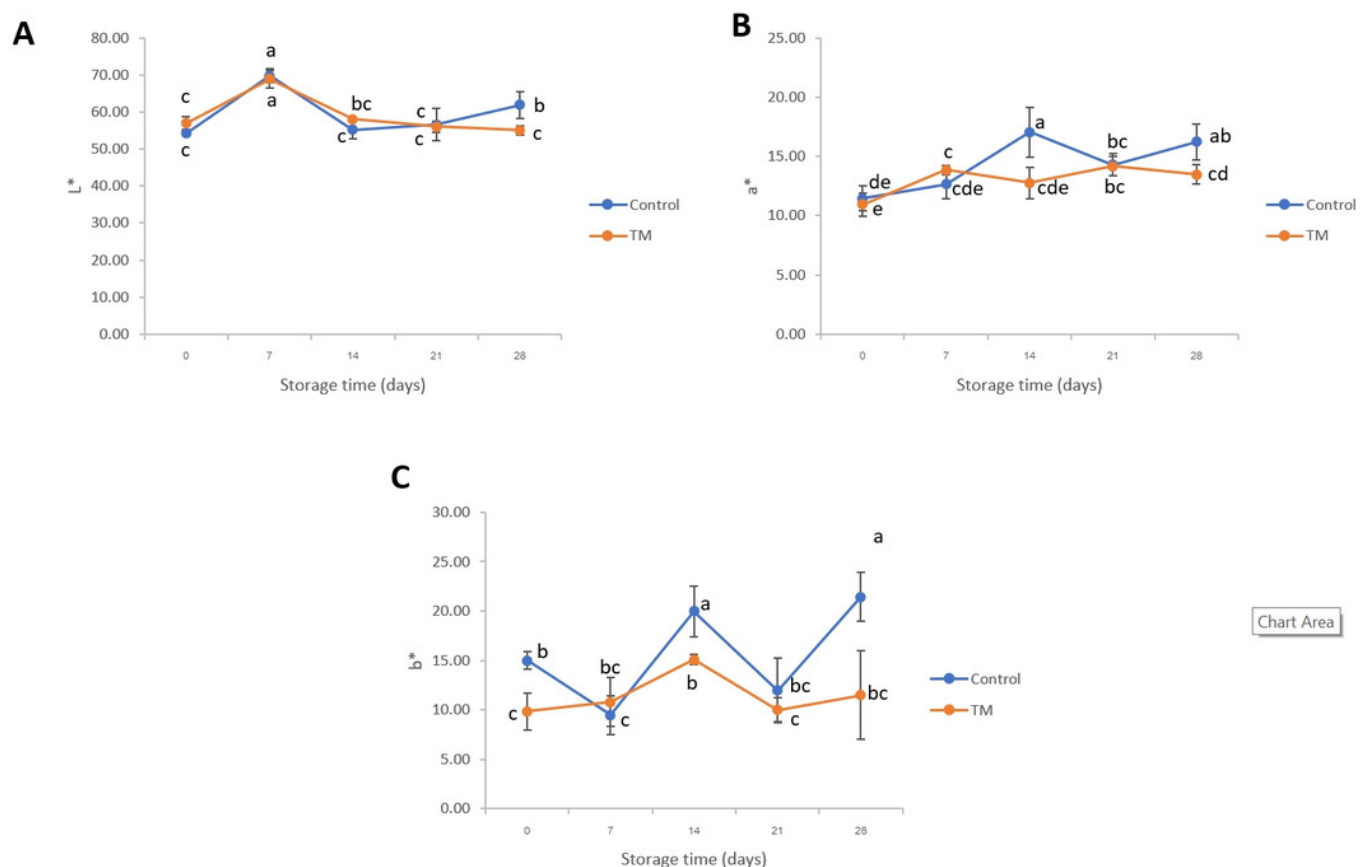 A
80.00
70.00
60.00
50.00
40.00
30.00
20.00
10.00
0.00
L*
c
c
a
a
bc
c
c
c
b
c
0 7 14 21 28
Storage time (days)
Control
TM
B
25.00
20.00
15.00
10.00
5.00
0.00
a*
de
e
c
cde
a
cde
bc
bc
ab
cd
0 7 14 21 28
Storage time (days)
Control
TM
C
30.00
25.00
20.00
15.00
10.00
5.00
0.00
b*
b
c
bc
c
a
b
bc
c
a
bc
0 7 14 21 28
Storage time (days)
Control
TM
Chart Area